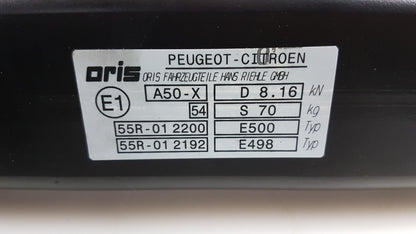 PEUGEOT-CITROEN
oris ORIS FAHRZEUGTEILE HANS RIEHLE GMBH
E1 A50-X D 8.16 kN
54 S 70 kg
55R-01 2200 E500 Typ
55R-01 2192 E498 Typ